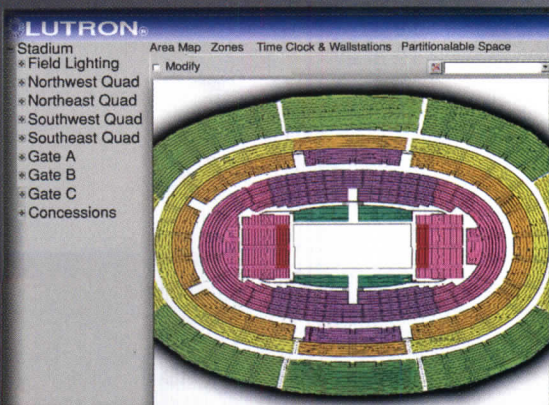 LUTRON®
Stadium
Area Map Zones Time Clock & Wallstations Partitionalable Space
Field Lighting
Modify
Northwest Quad
Northeast Quad
Southwest Quad
Southeast Quad
Gate A
Gate B
Gate C
Concessions